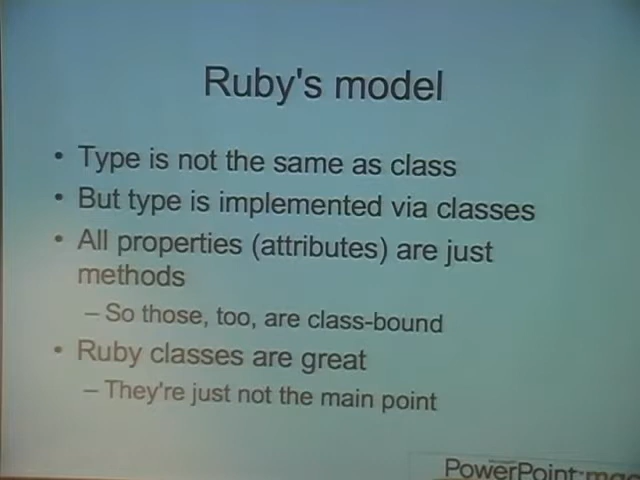 Ruby's model
• Type is not the same as class
• But type is implemented via classes
• All properties (attributes) are just
methods
– So those, too, are class-bound
• Ruby classes are great
– They're just not the main point
PowerPoint